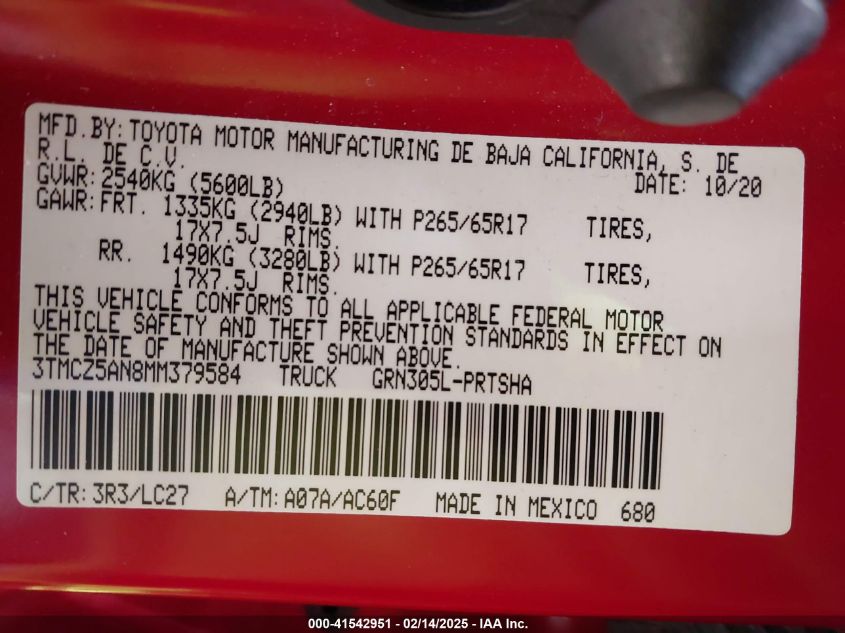 MFD.BY: TOYOTA MOTOR MANUFACTURING DE BAJA CALIFORNIA, S. DE
R.L. DE C.V. DATE: 10/20
GVWR: 2540KG (5600LB)
GAWR: FRT. 1335KG (2940LB) WITH P265/65R17 TIRES,
17X7.5J RIMS.
RR. 1490KG (3280LB) WITH P265/65R17 TIRES,
17X7.5J RIMS.
THIS VEHICLE CONFORMS TO ALL APPLICABLE FEDERAL MOTOR
VEHICLE SAFETY AND THEFT PREVENTION STANDARDS IN EFFECT ON
THE DATE OF MANUFACTURE SHOWN ABOVE.
3TMCZ5AN8MM379584 TRUCK GRN305L-PRTSHA
C/TR: 3R3/LC27 A/TM: A07A/AC60F MADE IN MEXICO 680
000-41542951 - 02/14/2025 - IAA Inc.